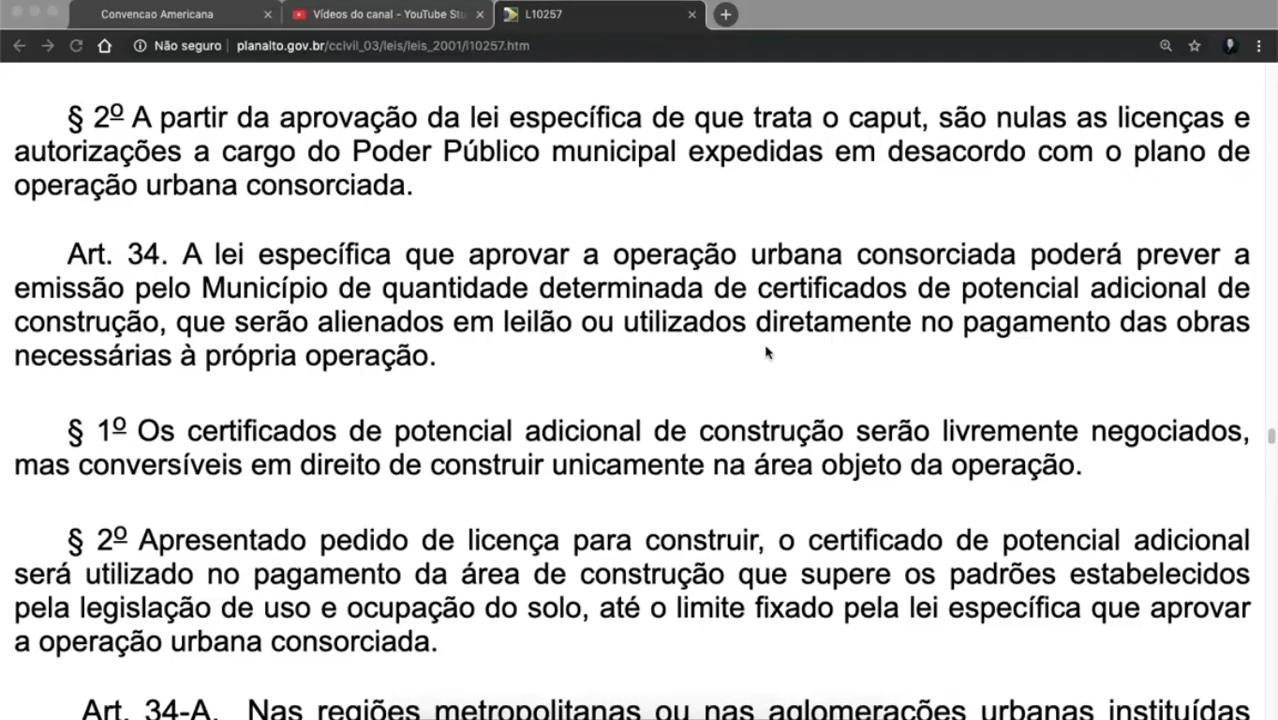 Convencao Americana
Vídeos do canal - YouTube Stu
L10257
Não seguro | planalto.gov.br/ccivil_03/leis/leis_2001/l10257.htm
§ 2º A partir da aprovação da lei específica de que trata o caput, são nulas as licenças e
autorizações a cargo do Poder Público municipal expedidas em desacordo com o plano de
operação urbana consorciada.
Art. 34. A lei específica que aprovar a operação urbana consorciada poderá prever a
emissão pelo Município de quantidade determinada de certificados de potencial adicional de
construção, que serão alienados em leilão ou utilizados diretamente no pagamento das obras
necessárias à própria operação.
§ 1º Os certificados de potencial adicional de construção serão livremente negociados,
mas conversíveis em direito de construir unicamente na área objeto da operação.
§ 2º Apresentado pedido de licença para construir, o certificado de potencial adicional
será utilizado no pagamento da área de construção que supere os padrões estabelecidos
pela legislação de uso e ocupação do solo, até o limite fixado pela lei específica que aprovar
a operação urbana consorciada.
Art. 34-A. Nas regiões metropolitanas ou nas aglomerações urbanas instituídas